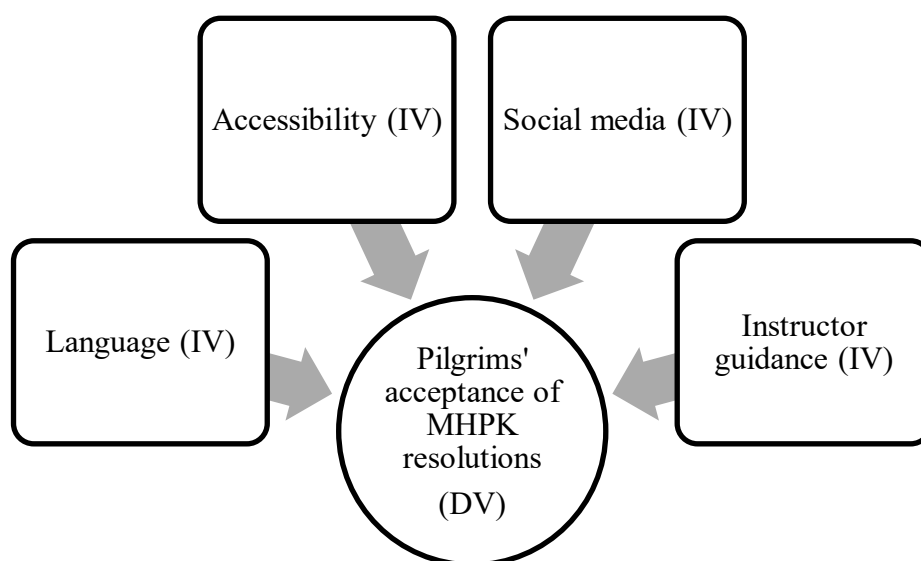 Accessibility (IV)
Social media (IV)
Language (IV)
Instructor
guidance (IV)
Pilgrims'
acceptance of
MHPK
resolutions
(DV)